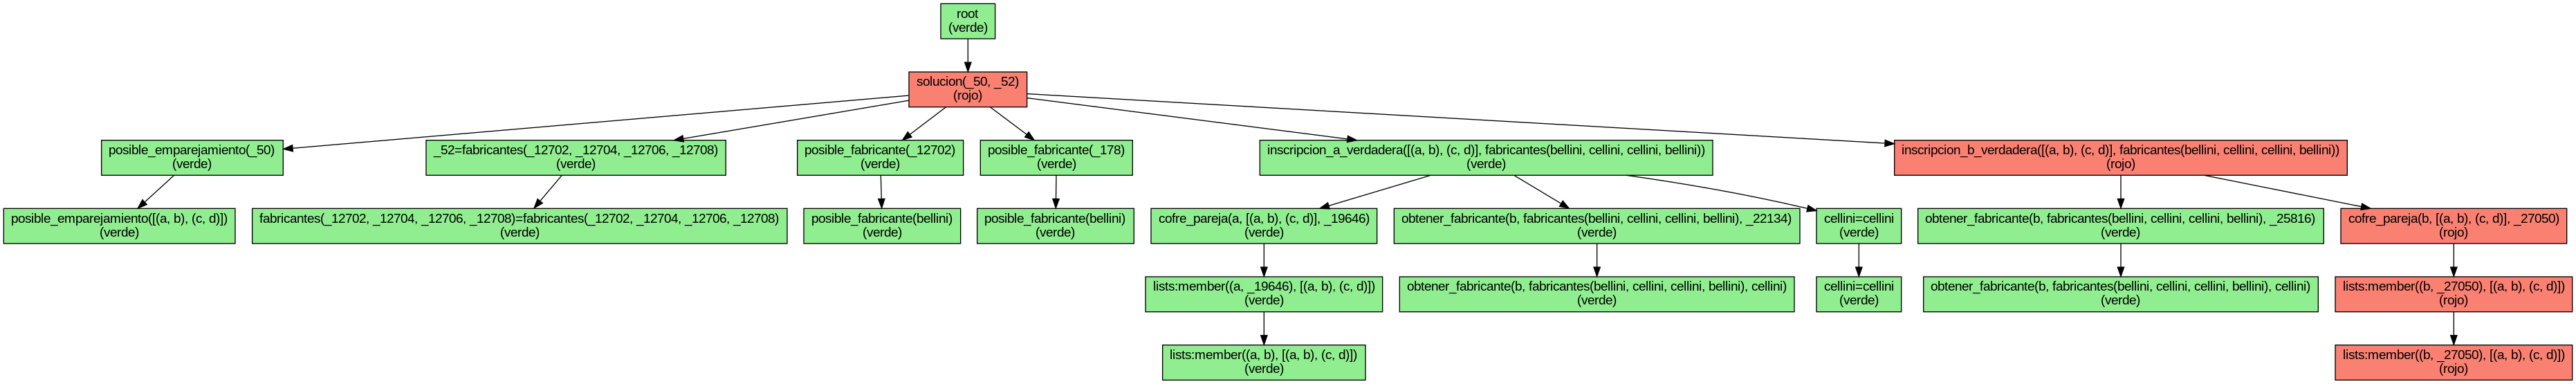 root
(verde)
solucion(_50, _52)
(rojo)
posible_emparejamiento(_50)
(verde)
_52=fabricantes(_12702, _12704, _12706, _12708)
(verde)
posible_fabricante(_12702)
(verde)
posible_fabricante(_178)
(verde)
inscripcion_a_verdadera([(a, b), (c, d)], fabricantes(bellini, cellini, cellini, bellini))
(verde)
inscripcion_b_verdadera([(a, b), (c, d)], fabricantes(bellini, cellini, cellini, bellini))
(rojo)
posible_emparejamiento([(a, b), (c, d)])
(verde)
fabricantes(_12702, _12704, _12706, _12708)=fabricantes(_12702, _12704, _12706, _12708)
(verde)
posible_fabricante(bellini)
(verde)
posible_fabricante(bellini)
(verde)
cofre_pareja(a, [(a, b), (c, d)], _19646)
(verde)
obtener_fabricante(b, fabricantes(bellini, cellini, cellini, bellini), _22134)
(verde)
cellini=cellini
(verde)
obtener_fabricante(b, fabricantes(bellini, cellini, cellini, bellini), _25816)
(verde)
cofre_pareja(b, [(a, b), (c, d)], _27050)
(rojo)
lists:member((a, _19646), [(a, b), (c, d)])
(verde)
obtener_fabricante(b, fabricantes(bellini, cellini, cellini, bellini), cellini)
(verde)
cellini=cellini
(verde)
obtener_fabricante(b, fabricantes(bellini, cellini, cellini, bellini), cellini)
(verde)
lists:member((b, _27050), [(a, b), (c, d)])
(rojo)
lists:member((a, b), [(a, b), (c, d)])
(verde)
lists:member((b, _27050), [(a, b), (c, d)])
(rojo)